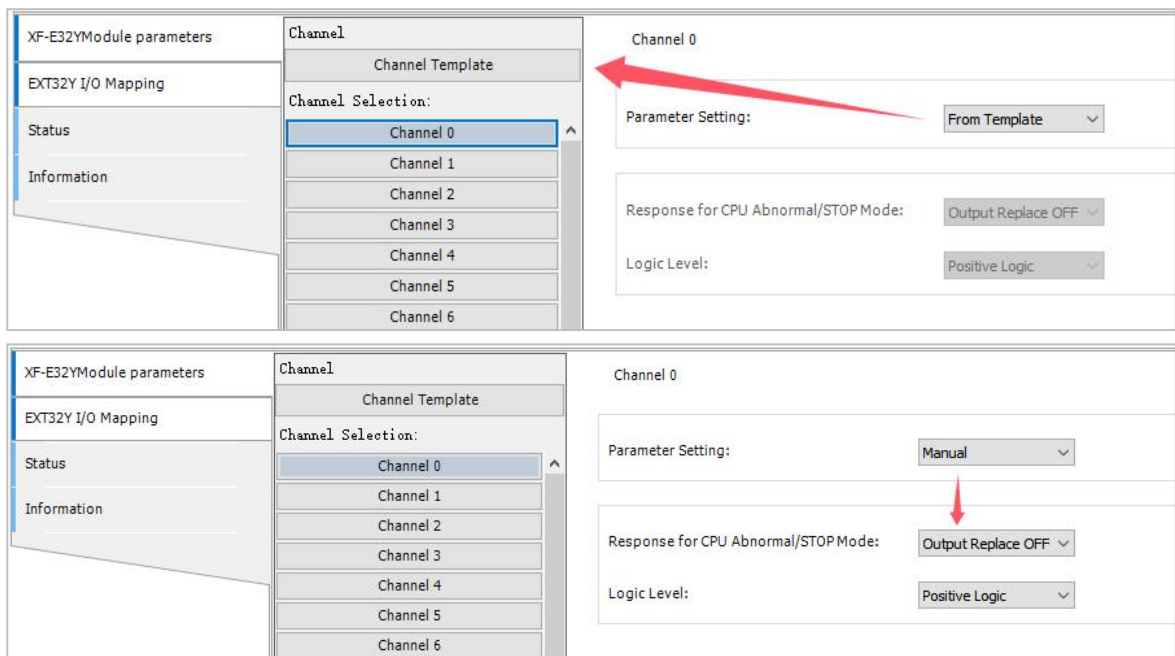 XF-E32YModule parameters
EXT32Y I/O Mapping
Status
Information
Channel
Channel Template
Channel Selection:
Channel 0
Channel 1
Channel 2
Channel 3
Channel 4
Channel 5
Channel 6
Channel 0
Parameter Setting: From Template
Response for CPU Abnormal/STOP Mode: Output Replace OFF
Logic Level: Positive Logic
XF-E32YModule parameters
EXT32Y I/O Mapping
Status
Information
Channel
Channel Template
Channel Selection:
Channel 0
Channel 1
Channel 2
Channel 3
Channel 4
Channel 5
Channel 6
Channel 0
Parameter Setting: Manual
Response for CPU Abnormal/STOP Mode: Output Replace OFF
Logic Level: Positive Logic